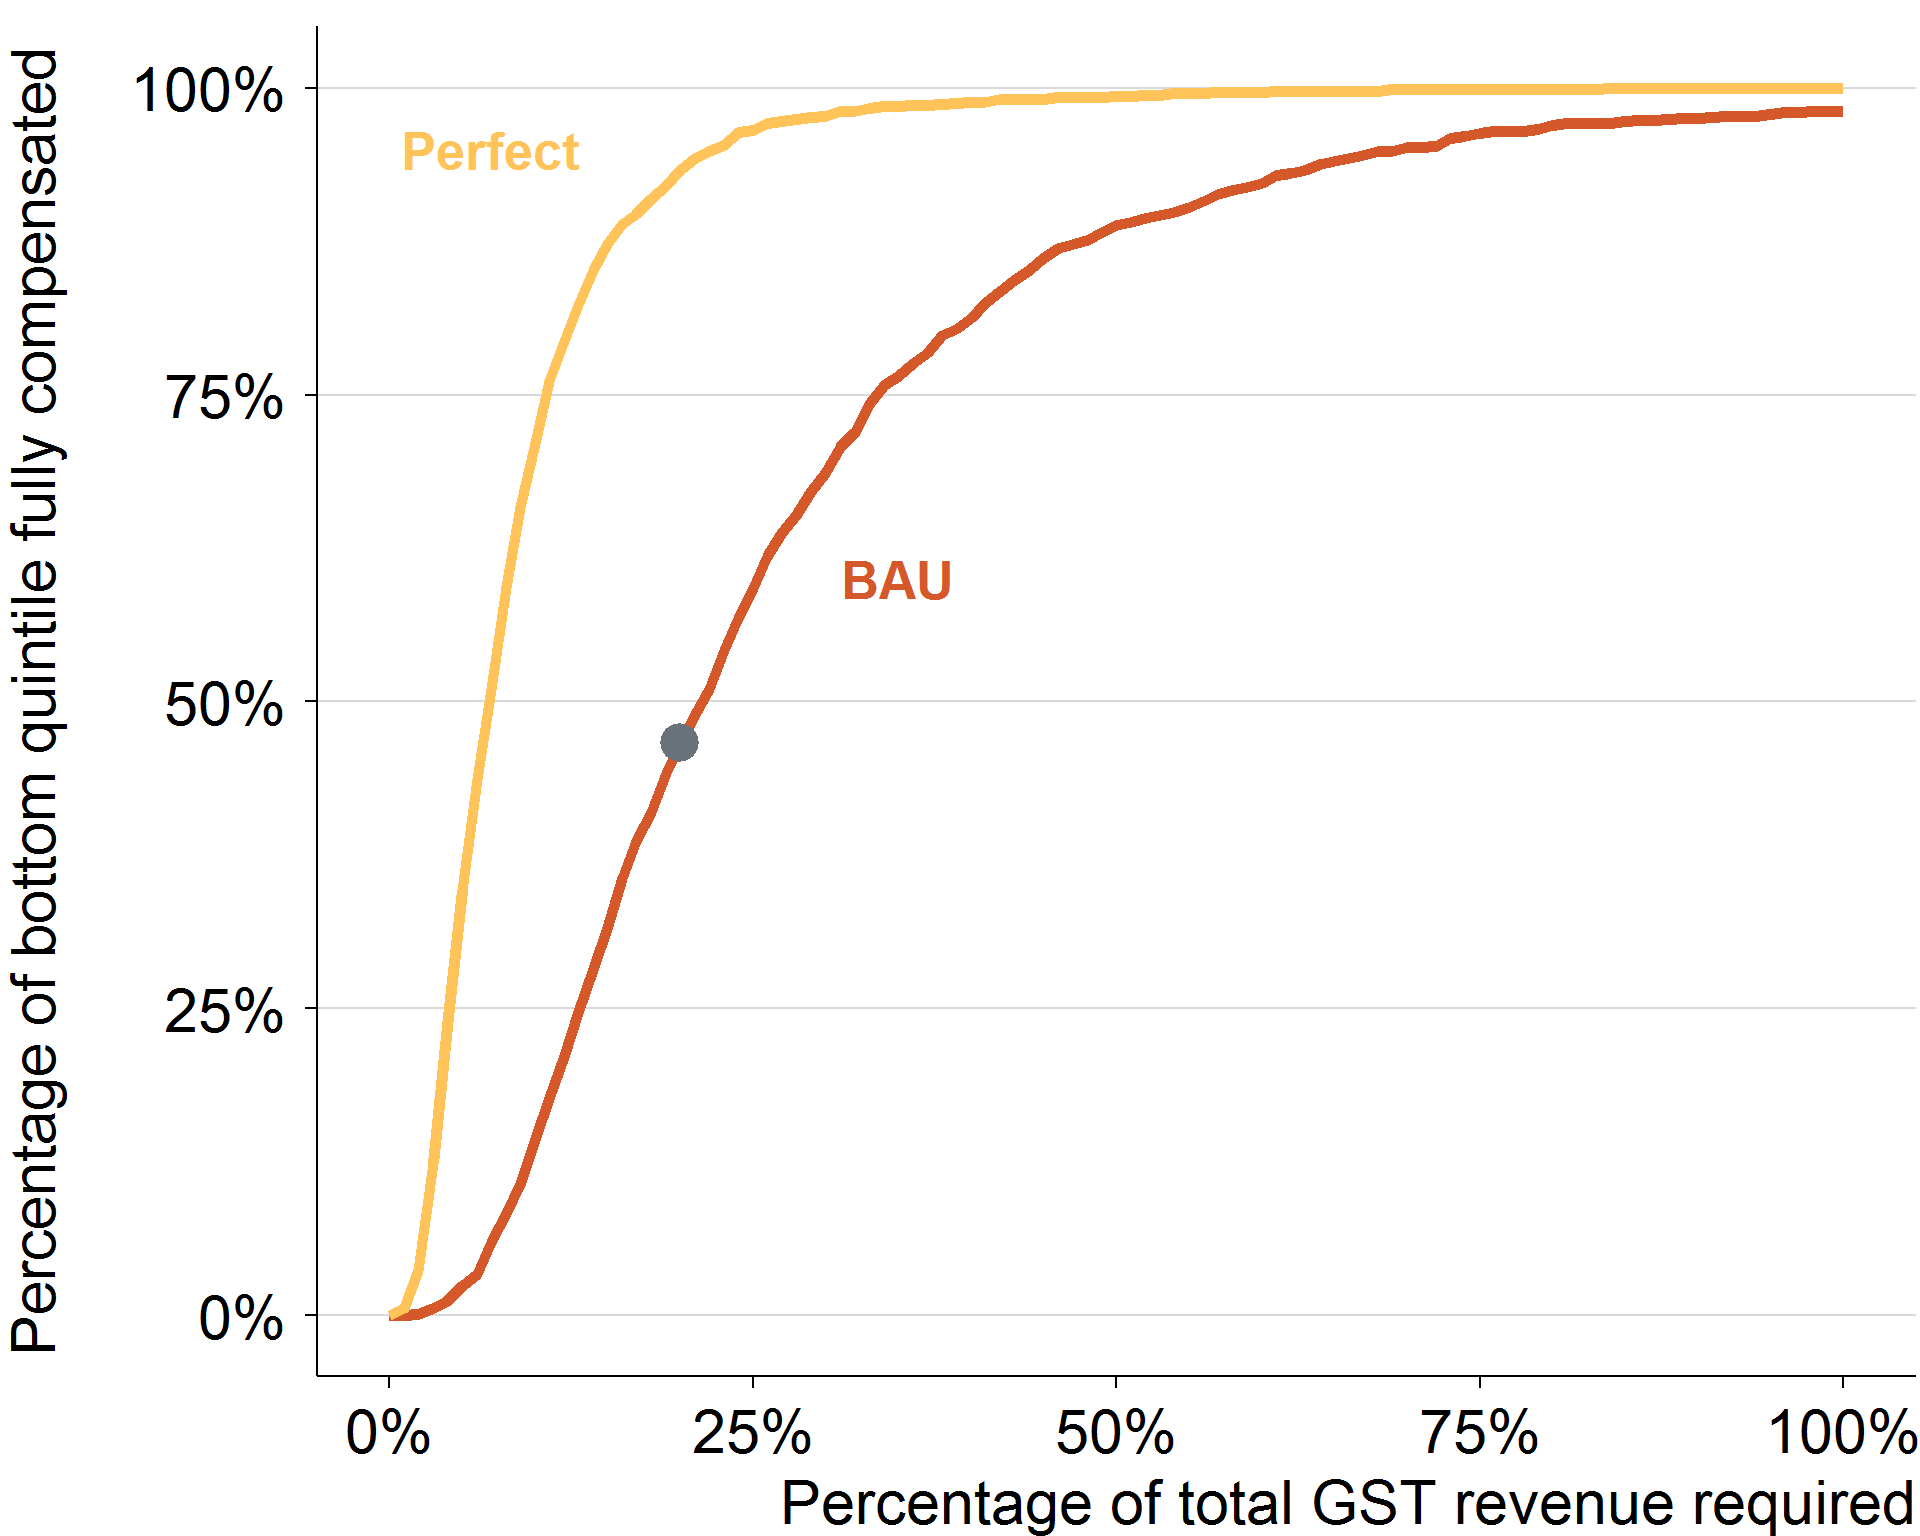 Percentage of bottom quintile fully compensated
100%
75%
50%
25%
0%
Perfect
BAU
0% 25% 50% 75% 100%
Percentage of total GST revenue required